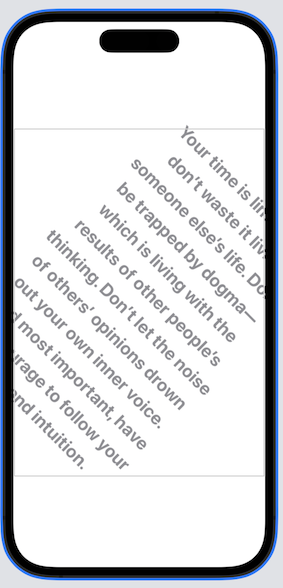 Your time is lim
don't waste it livi
someone else's life. Do
be trapped by dogma—
which is living with the
results of other people's
thinking. Don't let the noise
of others' opinions drown
out your own inner voice.
d most important, have
urage to follow your
nd intuition.